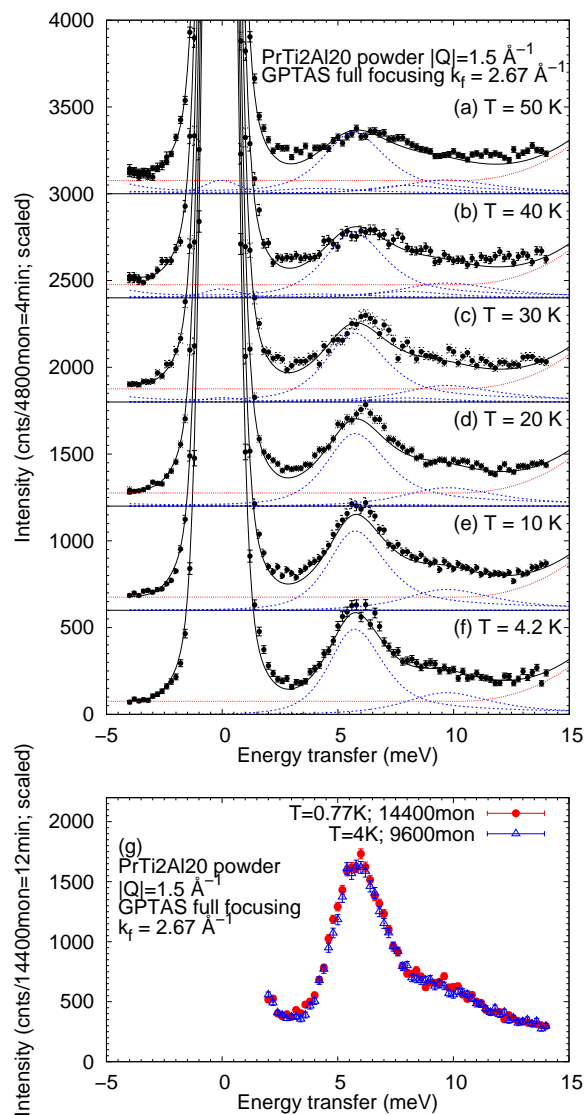 PrTi2Al20 powder |Q|=1.5 Å⁻¹
GPTAS full focusing k_f = 2.67 Å⁻¹
(a) T = 50 K
(b) T = 40 K
(c) T = 30 K
(d) T = 20 K
(e) T = 10 K
(f) T = 4.2 K
4000
3500
3000
2500
2000
1500
1000
500
0
Intensity (cnts/4800mon=4min; scaled)
−5 0 5 10 15
Energy transfer (meV)
T=0.77K; 14400mon
T=4K; 9600mon
(g)
PrTi2Al20 powder
|Q|=1.5 Å⁻¹
GPTAS full focusing
k_f = 2.67 Å⁻¹
2000
1500
1000
500
0
Intensity (cnts/14400mon=12min; scaled)
−5 0 5 10 15
Energy transfer (meV)